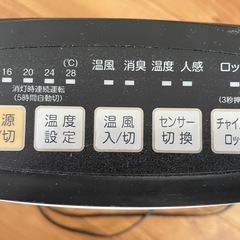 16 20 24 28 (℃)
消灯時連続運転
(5時間自動切)
温風 消臭 温度 人感 ロッ
(3秒押
源/切
温度設定
温風入/切
センサー切換
チャイルロッ